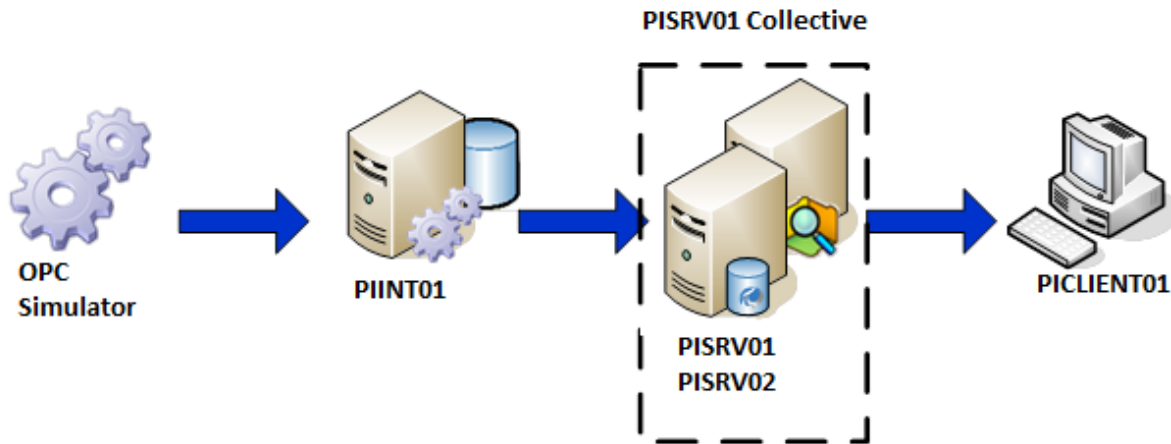 PISRV01 Collective
OPC
Simulator
PIINT01
PISRV01
PISRV02
PICLIENT01